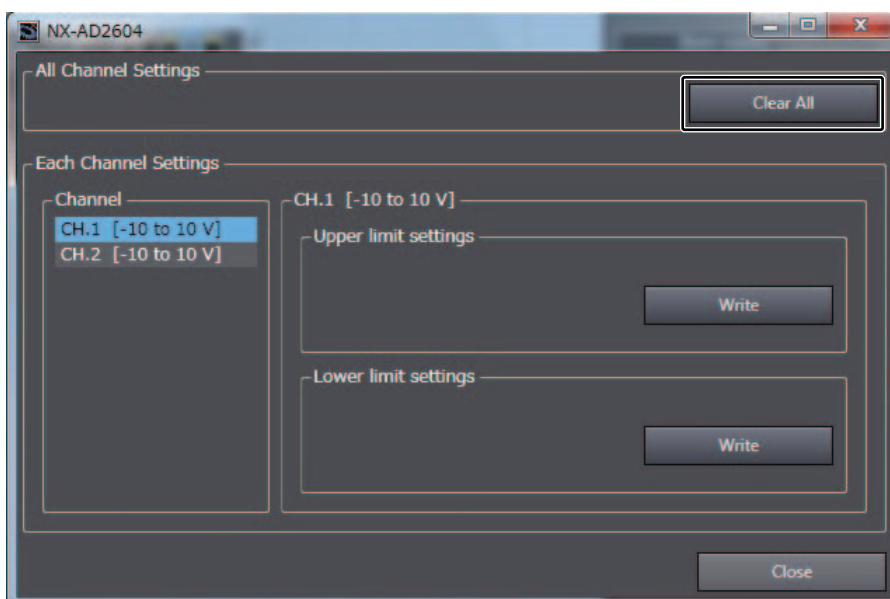 NX-AD2604
All Channel Settings
Clear All
Each Channel Settings
Channel
CH.1 [-10 to 10 V]
CH.2 [-10 to 10 V]
CH.1 [-10 to 10 V]
Upper limit settings
Write
Lower limit settings
Write
Close